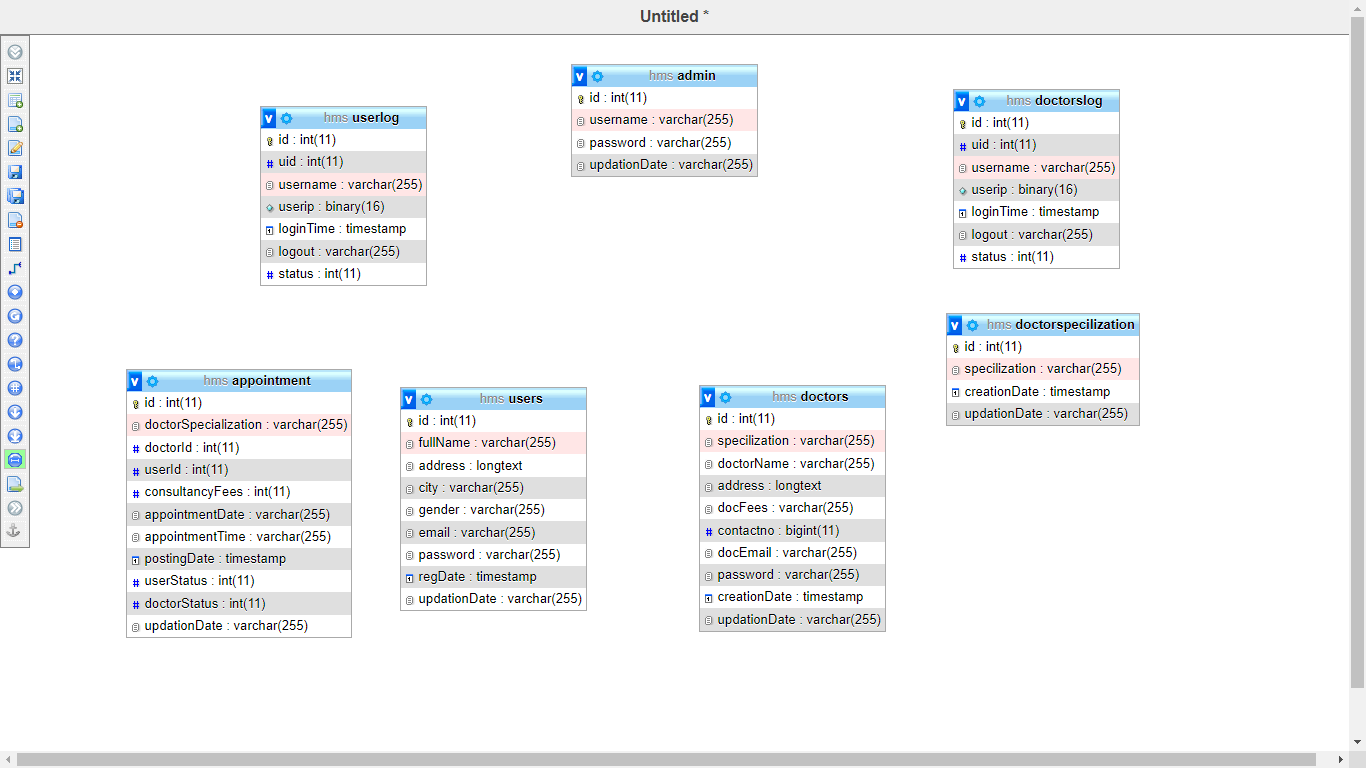 Untitled *
hms admin
id : int(11)
username : varchar(255)
password : varchar(255)
updationDate : varchar(255)
hms userlog
id : int(11)
uid : int(11)
username : varchar(255)
userip : binary(16)
loginTime : timestamp
logout : varchar(255)
status : int(11)
hms doctorslog
id : int(11)
uid : int(11)
username : varchar(255)
userip : binary(16)
loginTime : timestamp
logout : varchar(255)
status : int(11)
hms doctorspecilization
id : int(11)
specilization : varchar(255)
creationDate : timestamp
updationDate : varchar(255)
hms appointment
id : int(11)
doctorSpecialization : varchar(255)
doctorId : int(11)
userId : int(11)
consultancyFees : int(11)
appointmentDate : varchar(255)
appointmentTime : varchar(255)
postingDate : timestamp
userStatus : int(11)
doctorStatus : int(11)
updationDate : varchar(255)
hms users
id : int(11)
fullName : varchar(255)
address : longtext
city : varchar(255)
gender : varchar(255)
email : varchar(255)
password : varchar(255)
regDate : timestamp
updationDate : varchar(255)
hms doctors
id : int(11)
specilization : varchar(255)
doctorName : varchar(255)
address : longtext
docFees : varchar(255)
contactno : bigint(11)
docEmail : varchar(255)
password : varchar(255)
creationDate : timestamp
updationDate : varchar(255)